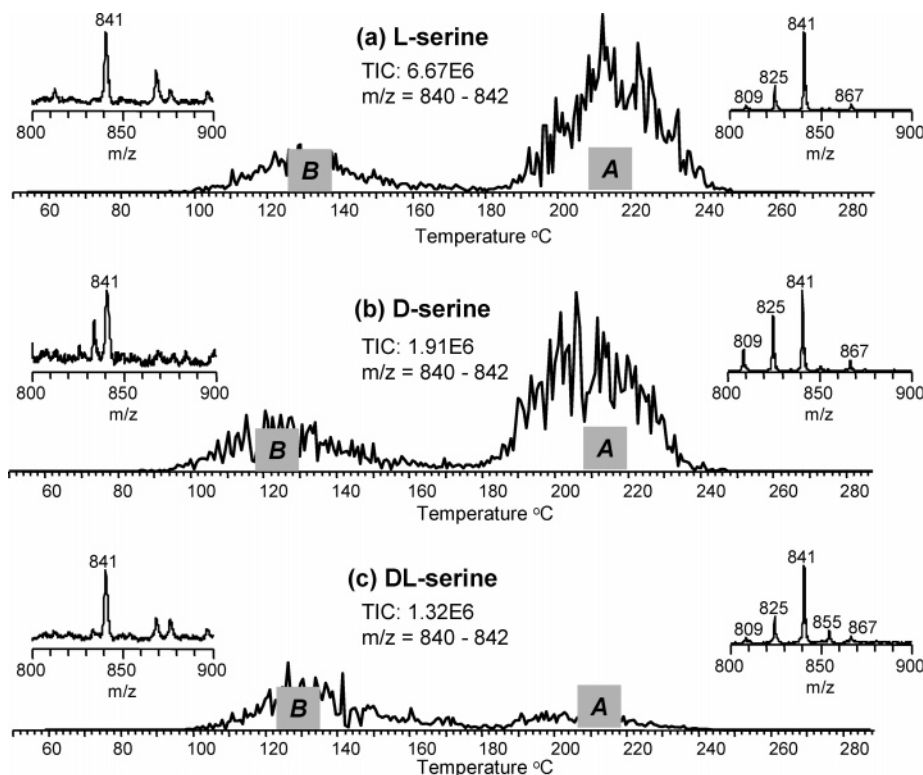 841
(a) L-serine
TIC: 6.67E6
m/z = 840 - 842
841
825
809
867
800 850 900
m/z
B
A
800 850 900
m/z
60 80 100 120 140 160 180 200 220 240 260 280
Temperature °C
841
(b) D-serine
TIC: 1.91E6
m/z = 840 - 842
841
825
809
867
800 850 900
m/z
B
A
800 850 900
m/z
60 80 100 120 140 160 180 200 220 240 260 280
Temperature °C
841
(c) DL-serine
TIC: 1.32E6
m/z = 840 - 842
841
825
809
855
867
800 850 900
m/z
B
A
800 850 900
m/z
60 80 100 120 140 160 180 200 220 240 260 280
Temperature °C